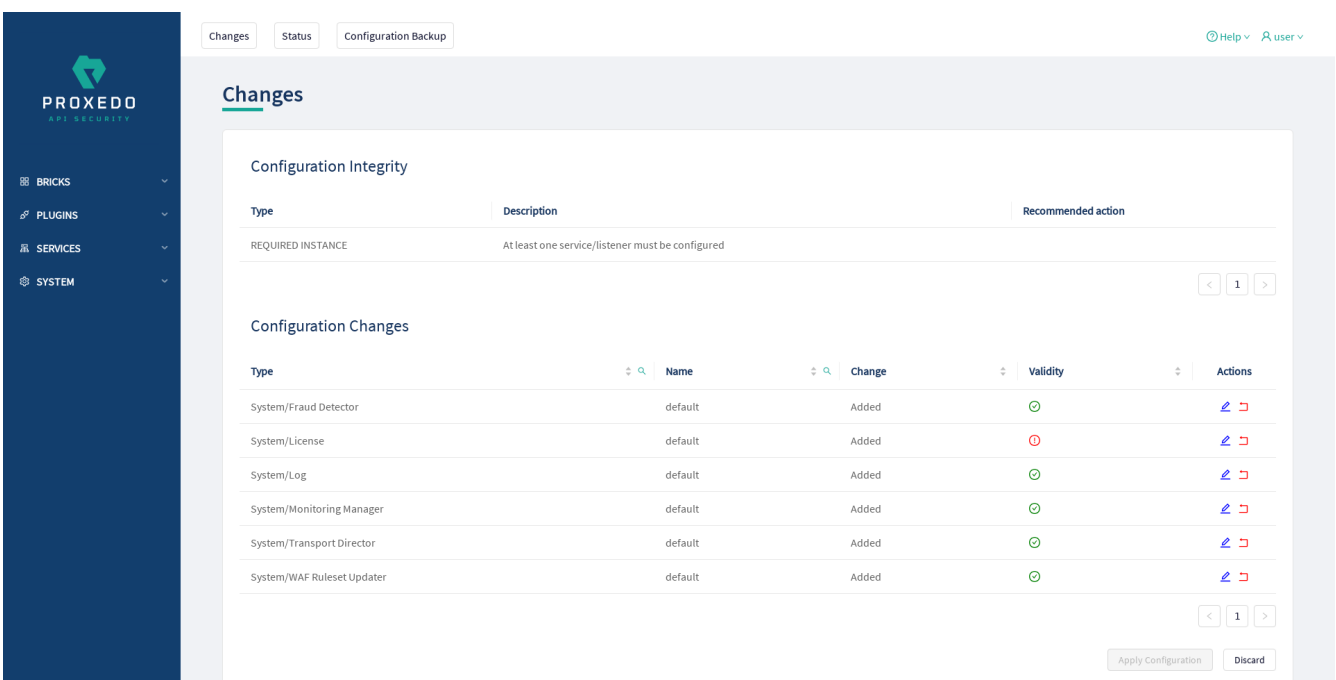 Changes Status Configuration Backup Help user
PROXEDO
API SECURITY
BRICKS
PLUGINS
SERVICES
SYSTEM
Changes
Configuration Integrity
Type Description Recommended action
REQUIRED INSTANCE At least one service/listener must be configured
< 1 >
Configuration Changes
Type Name Change Validity Actions
System/Fraud Detector default Added
System/License default Added
System/Log default Added
System/Monitoring Manager default Added
System/Transport Director default Added
System/WAF Ruleset Updater default Added
< 1 >
Apply Configuration Discard